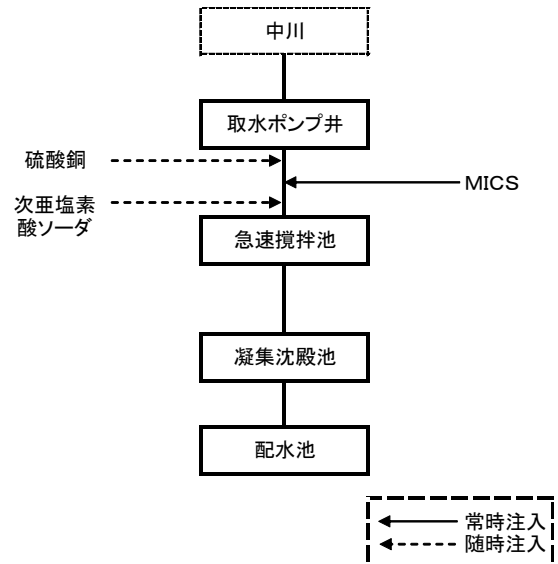 中川
取水ポンプ井
硫酸銅
MICS
次亜塩素
酸ソーダ
急速撹拌池
凝集沈殿池
配水池
常時注入
随時注入